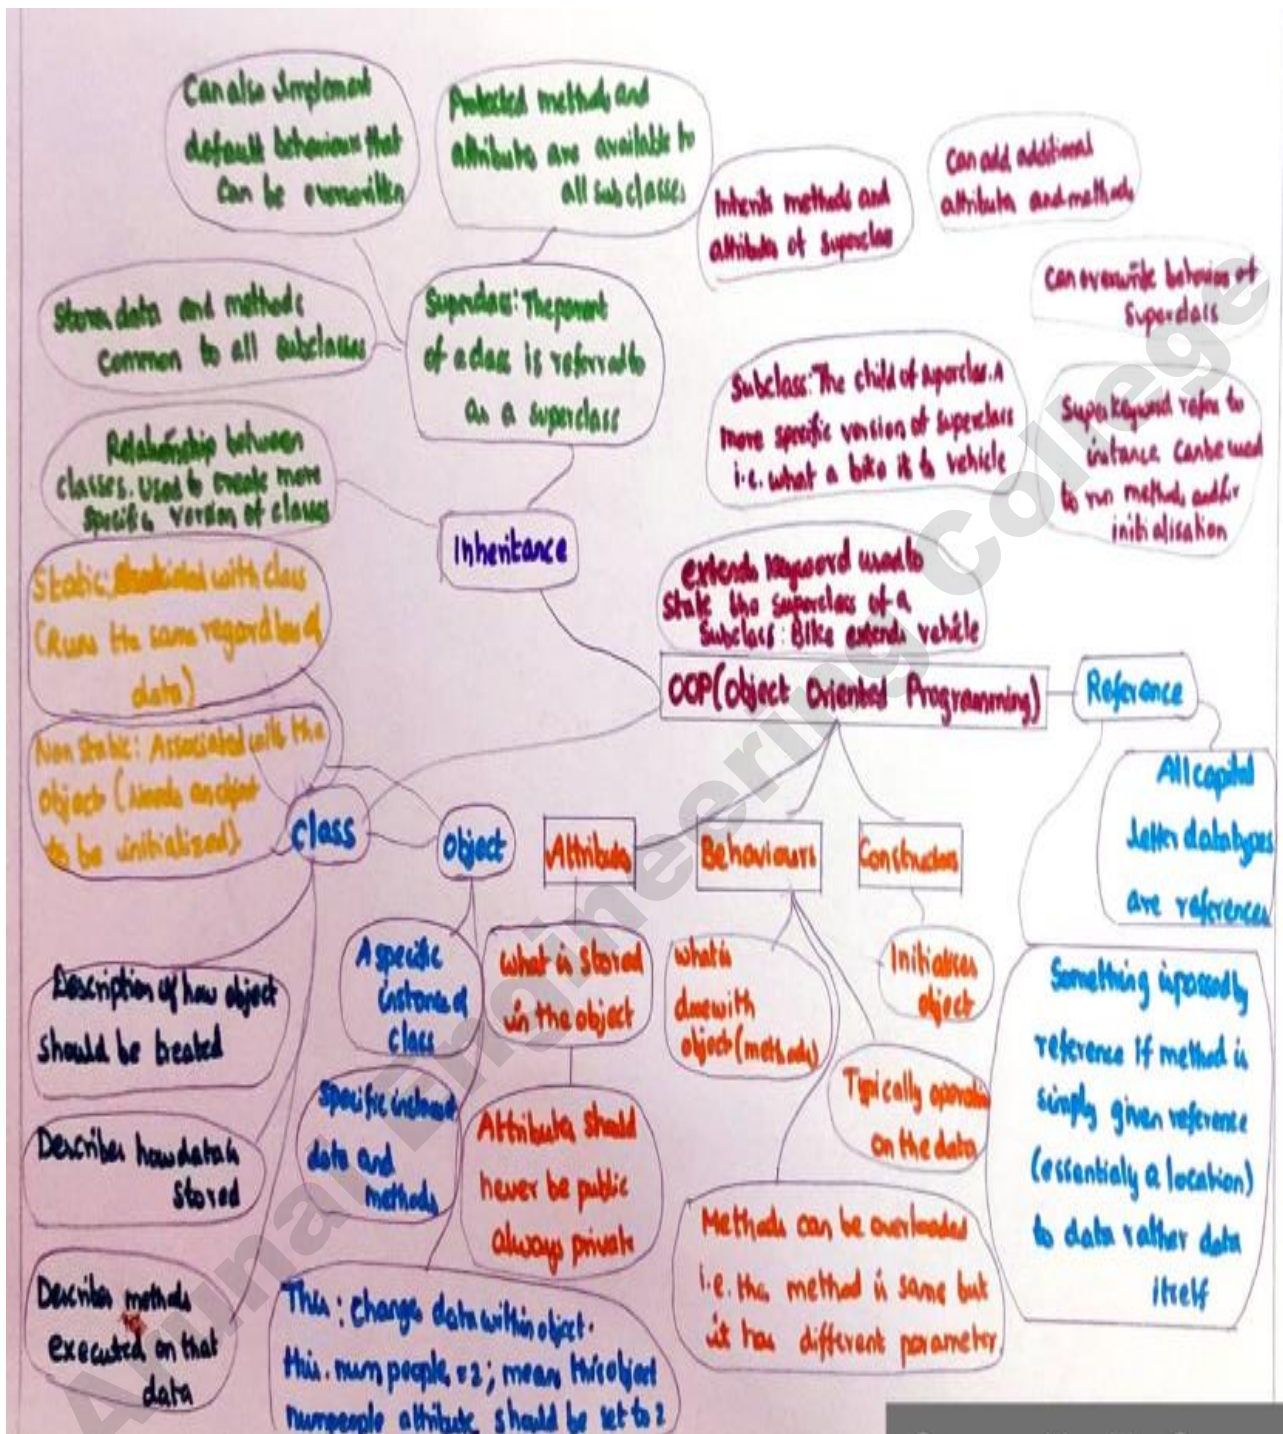 Can also implement
default behaviours that
can be overwritten
Protected methods and
attributes are available to
all subclasses
Inherits methods and
attributes of superclass
Can add additional
attributes and methods
Can overwrite behaviors of
Superclass
Stores data and methods
common to all subclasses
Superclass: The parent
of a class is referred to
as a superclass
Subclass: The child of superclass. A
more specific version of superclass
i.e. what a bike is to vehicle
Super keyword refers to
instance can be used
to run methods and/or
initialisation
Relationship between
classes. Used to create more
specific version of classes
Inheritance
extends keyword used to
state the superclass of a
Subclass: Bike extends vehicle
Static: with class
(Runs the same regardless of
data)
OOP(Object Oriented Programming)
Reference
Non Static: Associated with the
object (Needs an object
to be initialized)
All capital
letter datatypes
are references
Class
Object
Attributes
Behaviours
Constructors
Description of how object
should be treated
A specific
instance of
class
what is stored
in the object
what is
done with
object (methods)
Initialises
object
Something is passed by
reference if method is
simply given reference
(essentialy a location)
to data rather data
itself
Describes how data is
stored
Specific instance
data and
methods
Attributes should
never be public
always private
Typically operation
on the data
Methods can be overloaded
i.e. the method is same but
it has different parameter.
Describes methods
executed on that
data
This: Changes data within object.
this.numpeople = 2; means this object
numpeople attribute should be set to 2
Engineering College